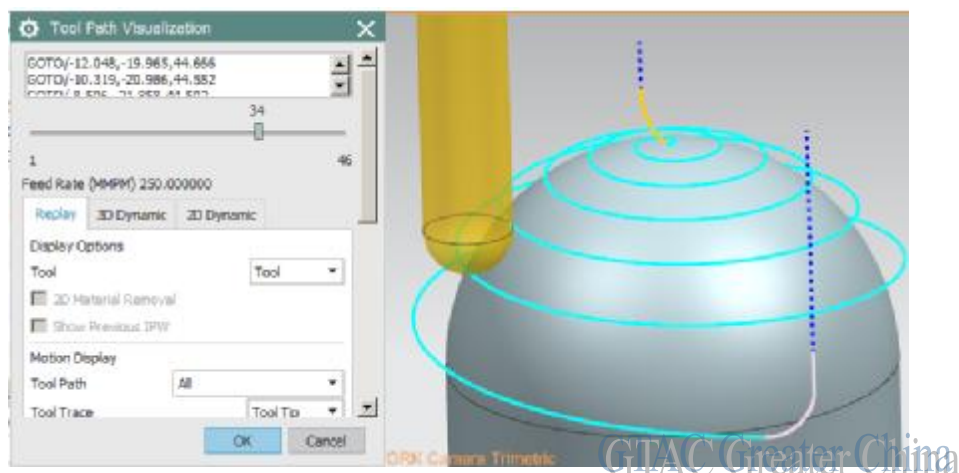 Tool Path Visualization
GOTO/-12.048,-19.965,44.666
GOTO/-10.319,-20.986,44.582
34
1
46
Feed Rate (MMPM) 250.000000
Replay
3D Dynamic
2D Dynamic
Display Options
Tool
Tool
2D Material Removal
Show Previous IPW
Motion Display
Tool Path
All
Tool Trace
Tool Tip
OK
Cancel
Camera Trimetric
GTAC Greater China